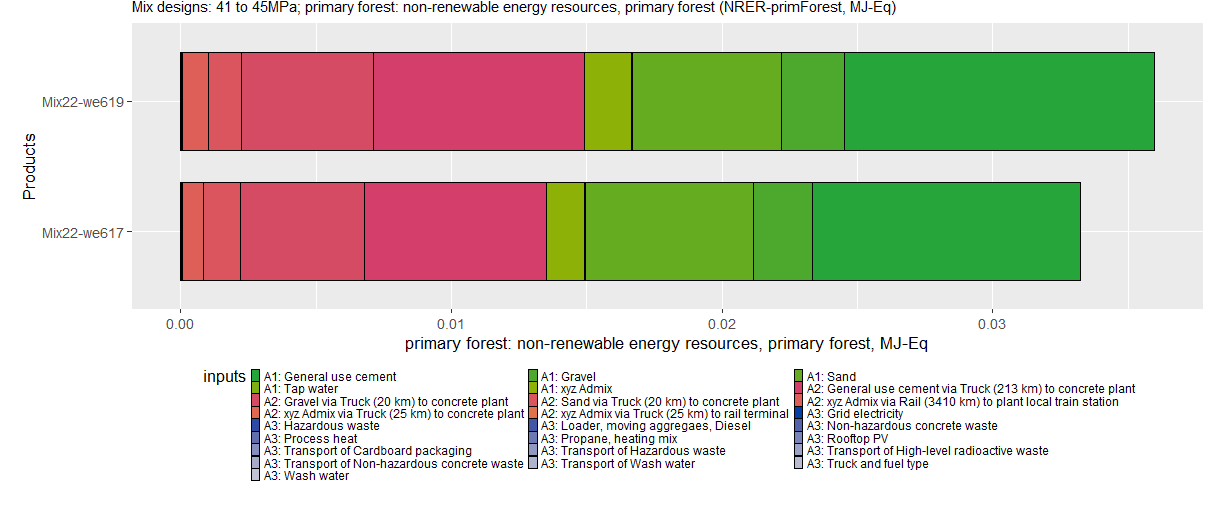 Mix designs: 41 to 45MPa; primary forest: non-renewable energy resources, primary forest (NRER-primForest, MJ-Eq)
Products
Mix22-we619
Mix22-we617
0.00 0.01 0.02 0.03
primary forest: non-renewable energy resources, primary forest, MJ-Eq
inputs
A1: General use cement A1: Gravel A1: Sand
A1: Tap water A1: xyz Admix A2: General use cement via Truck (213 km) to concrete plant
A2: Gravel via Truck (20 km) to concrete plant A2: Sand via Truck (20 km) to concrete plant A2: xyz Admix via Rail (3410 km) to plant local train station
A2: xyz Admix via Truck (25 km) to concrete plant A2: xyz Admix via Truck (25 km) to rail terminal A3: Grid electricity
A3: Hazardous waste A3: Loader, moving aggregaes, Diesel A3: Non-hazardous concrete waste
A3: Process heat A3: Propane, heating mix A3: Rooftop PV
A3: Transport of Cardboard packaging A3: Transport of Hazardous waste A3: Transport of High-level radioactive waste
A3: Transport of Non-hazardous concrete waste A3: Transport of Wash water A3: Truck and fuel type
A3: Wash water